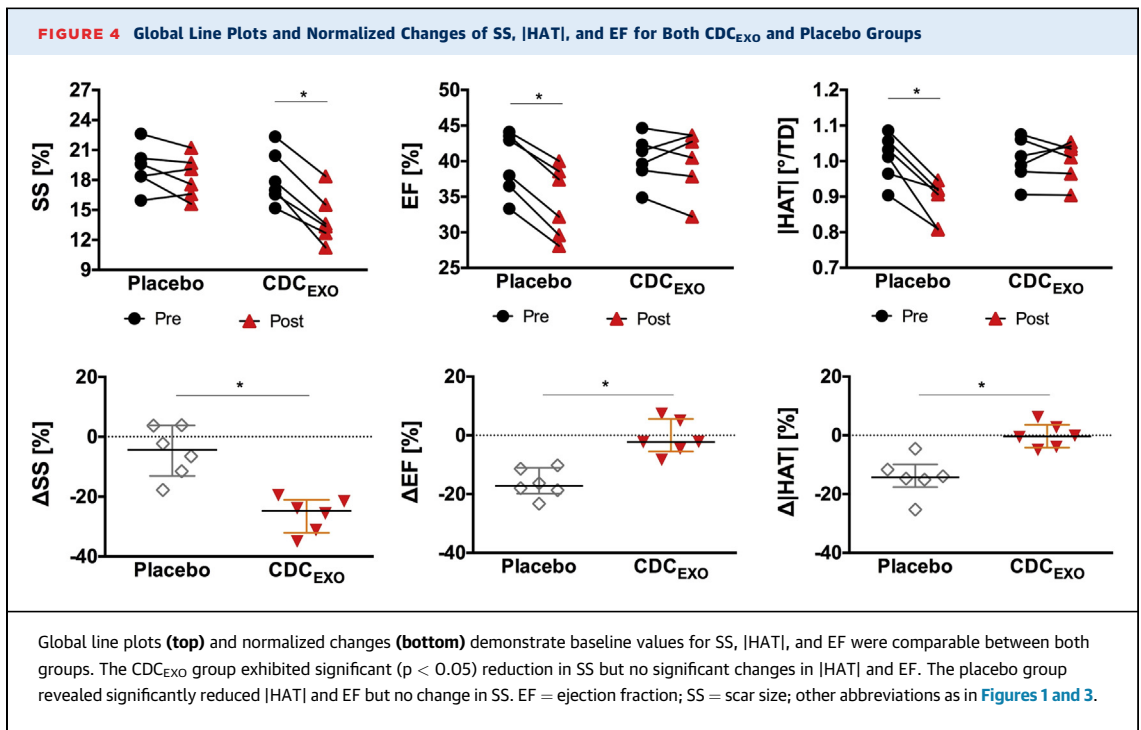 FIGURE 4 Global Line Plots and Normalized Changes of SS, |HAT|, and EF for Both CDCEXO and Placebo Groups
SS [%]
27
24
21
18
15
12
9
*
Placebo
CDCEXO
Pre
Post
EF [%]
50
45
40
35
30
25
*
Placebo
CDCEXO
Pre
Post
|HAT| [°/TD]
1.2
1.1
1.0
0.9
0.8
0.7
*
Placebo
CDCEXO
Pre
Post
ΔSS [%]
20
0
-20
-40
*
Placebo
CDCEXO
ΔEF [%]
20
0
-20
-40
*
Placebo
CDCEXO
Δ|HAT| [%]
20
0
-20
-40
*
Placebo
CDCEXO
Global line plots (top) and normalized changes (bottom) demonstrate baseline values for SS, |HAT|, and EF were comparable between both
groups. The CDCEXO group exhibited significant (p < 0.05) reduction in SS but no significant changes in |HAT| and EF. The placebo group
revealed significantly reduced |HAT| and EF but no change in SS. EF = ejection fraction; SS = scar size; other abbreviations as in Figures 1 and 3.